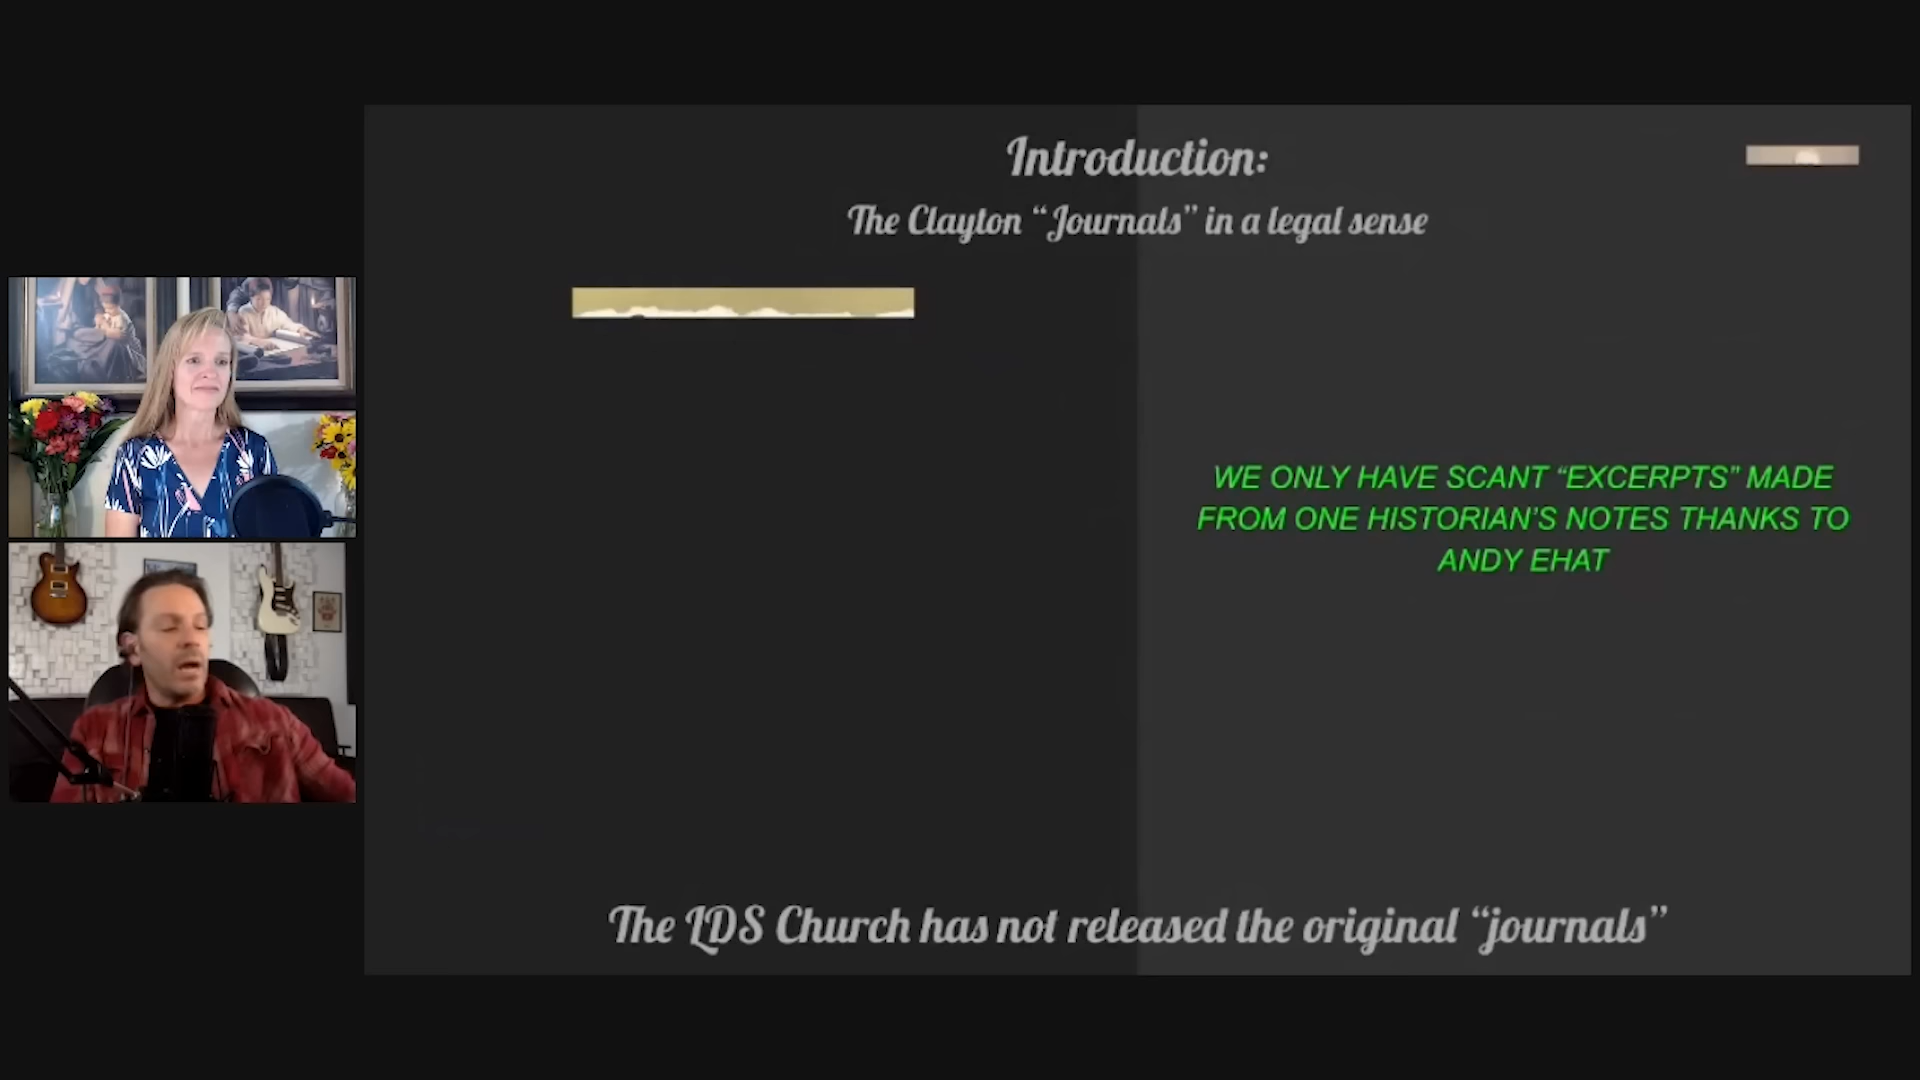 Introduction:
The Clayton “Journals” in a legal sense
WE ONLY HAVE SCANT “EXCERPTS” MADE
FROM ONE HISTORIAN’S NOTES THANKS TO
ANDY EHAT
The LDS Church has not released the original “journals”